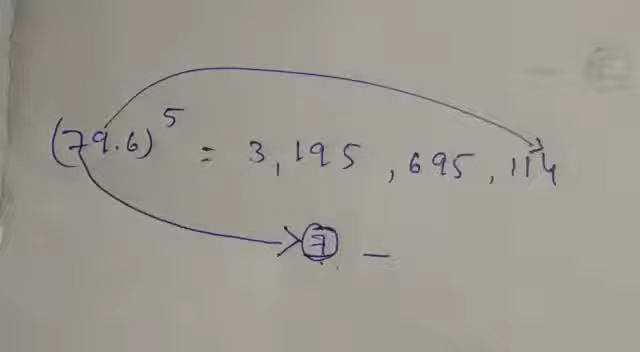 (79.6)^5 = 3,195,695,114
7 _